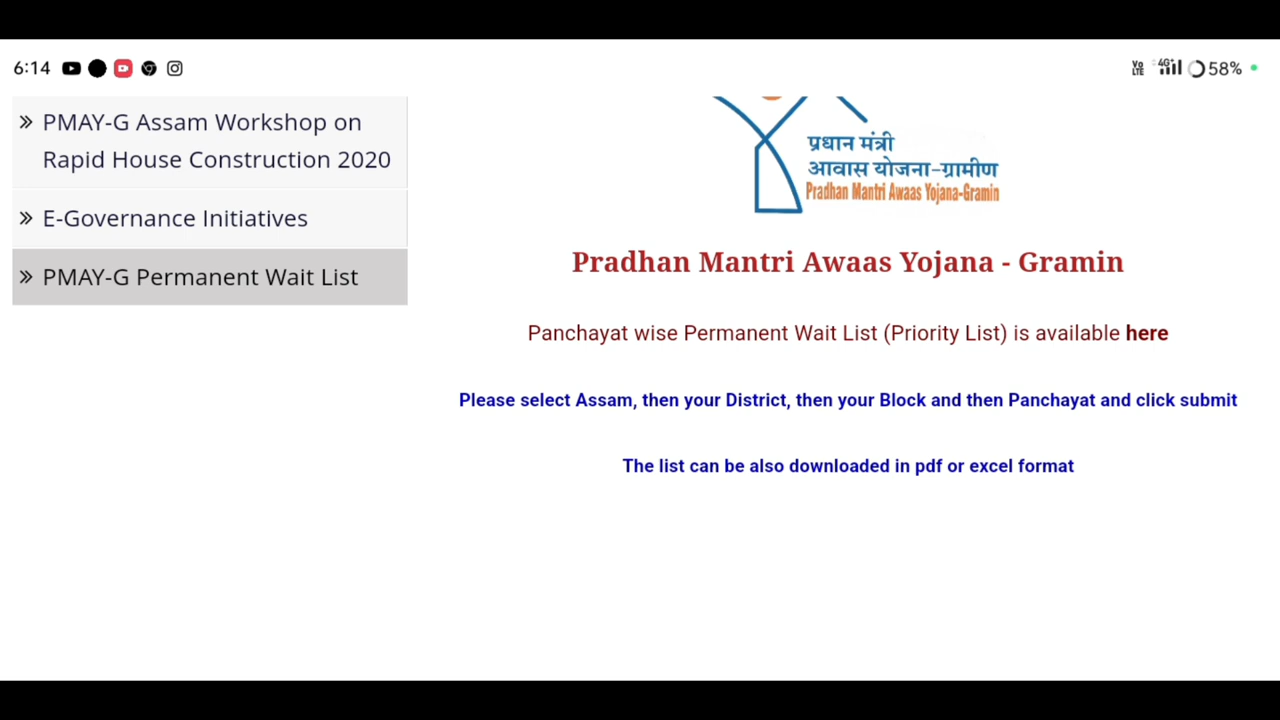 6:14
Vo LTE 4G+ 58%
» PMAY-G Assam Workshop on
Rapid House Construction 2020
» E-Governance Initiatives
» PMAY-G Permanent Wait List
प्रधान मंत्री
आवास योजना-ग्रामीण
Pradhan Mantri Awaas Yojana-Gramin
Pradhan Mantri Awaas Yojana - Gramin
Panchayat wise Permanent Wait List (Priority List) is available here
Please select Assam, then your District, then your Block and then Panchayat and click submit
The list can be also downloaded in pdf or excel format